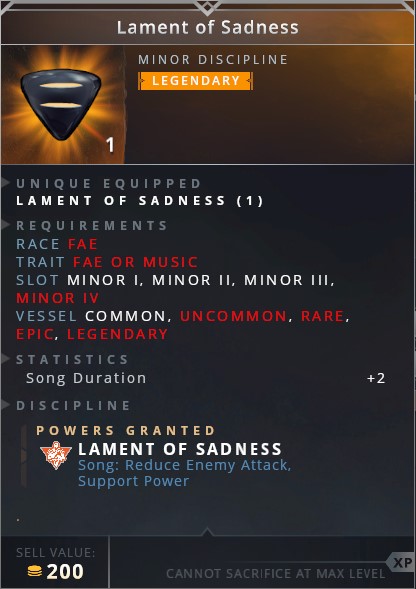 Lament of Sadness
MINOR DISCIPLINE
LEGENDARY
1
UNIQUE EQUIPPED
LAMENT OF SADNESS (1)
REQUIREMENTS
RACE FAE
TRAIT FAE OR MUSIC
SLOT MINOR I, MINOR II, MINOR III,
MINOR IV
VESSEL COMMON, UNCOMMON, RARE,
EPIC, LEGENDARY
STATISTICS
Song Duration +2
DISCIPLINE
POWERS GRANTED
LAMENT OF SADNESS
Song: Reduce Enemy Attack,
Support Power
.
SELL VALUE:
200
CANNOT SACRIFICE AT MAX LEVEL XP